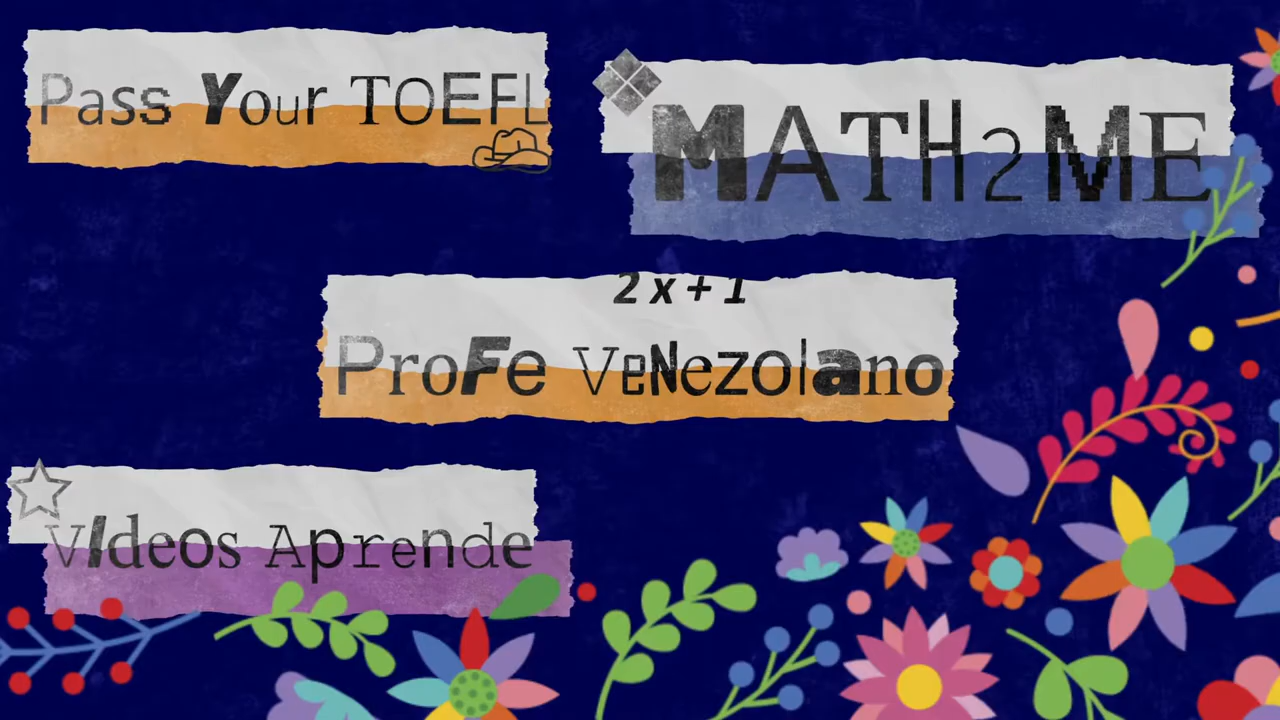 Pass Your TOEFL
MATH2ME
2x+1
ProFe VeNezolano
VIdeos Aprende